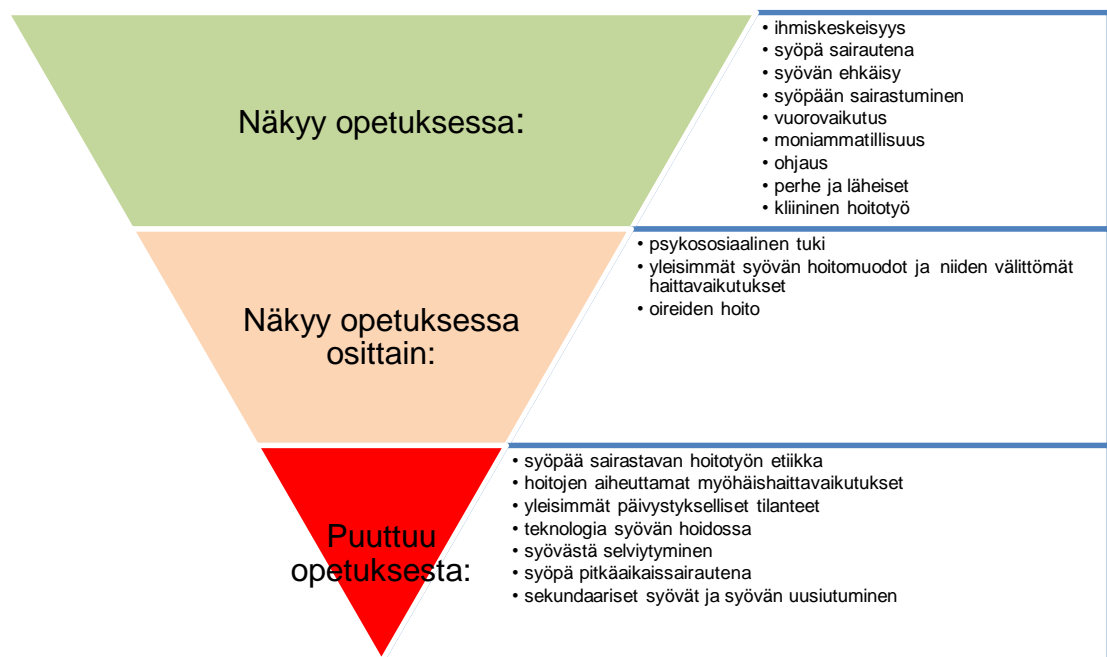 Näkyy opetuksessa:
• ihmiskeskeisyys
• syöpä sairautena
• syövän ehkäisy
• syöpään sairastuminen
• vuorovaikutus
• moniammatillisuus
• ohjaus
• perhe ja läheiset
• kliininen hoitotyö
Näkyy opetuksessa
osittain:
• psykososiaalinen tuki
• yleisimmät syövän hoitomuodot ja niiden välittömät
haittavaikutukset
• oireiden hoito
Puuttuu
opetuksesta:
• syöpää sairastavan hoitotyön etiikka
• hoitojen aiheuttamat myöhäishaittavaikutukset
• yleisimmät päivystykselliset tilanteet
• teknologia syövän hoidossa
• syövästä selviytyminen
• syöpä pitkäaikaissairautena
• sekundaariset syövät ja syövän uusiutuminen